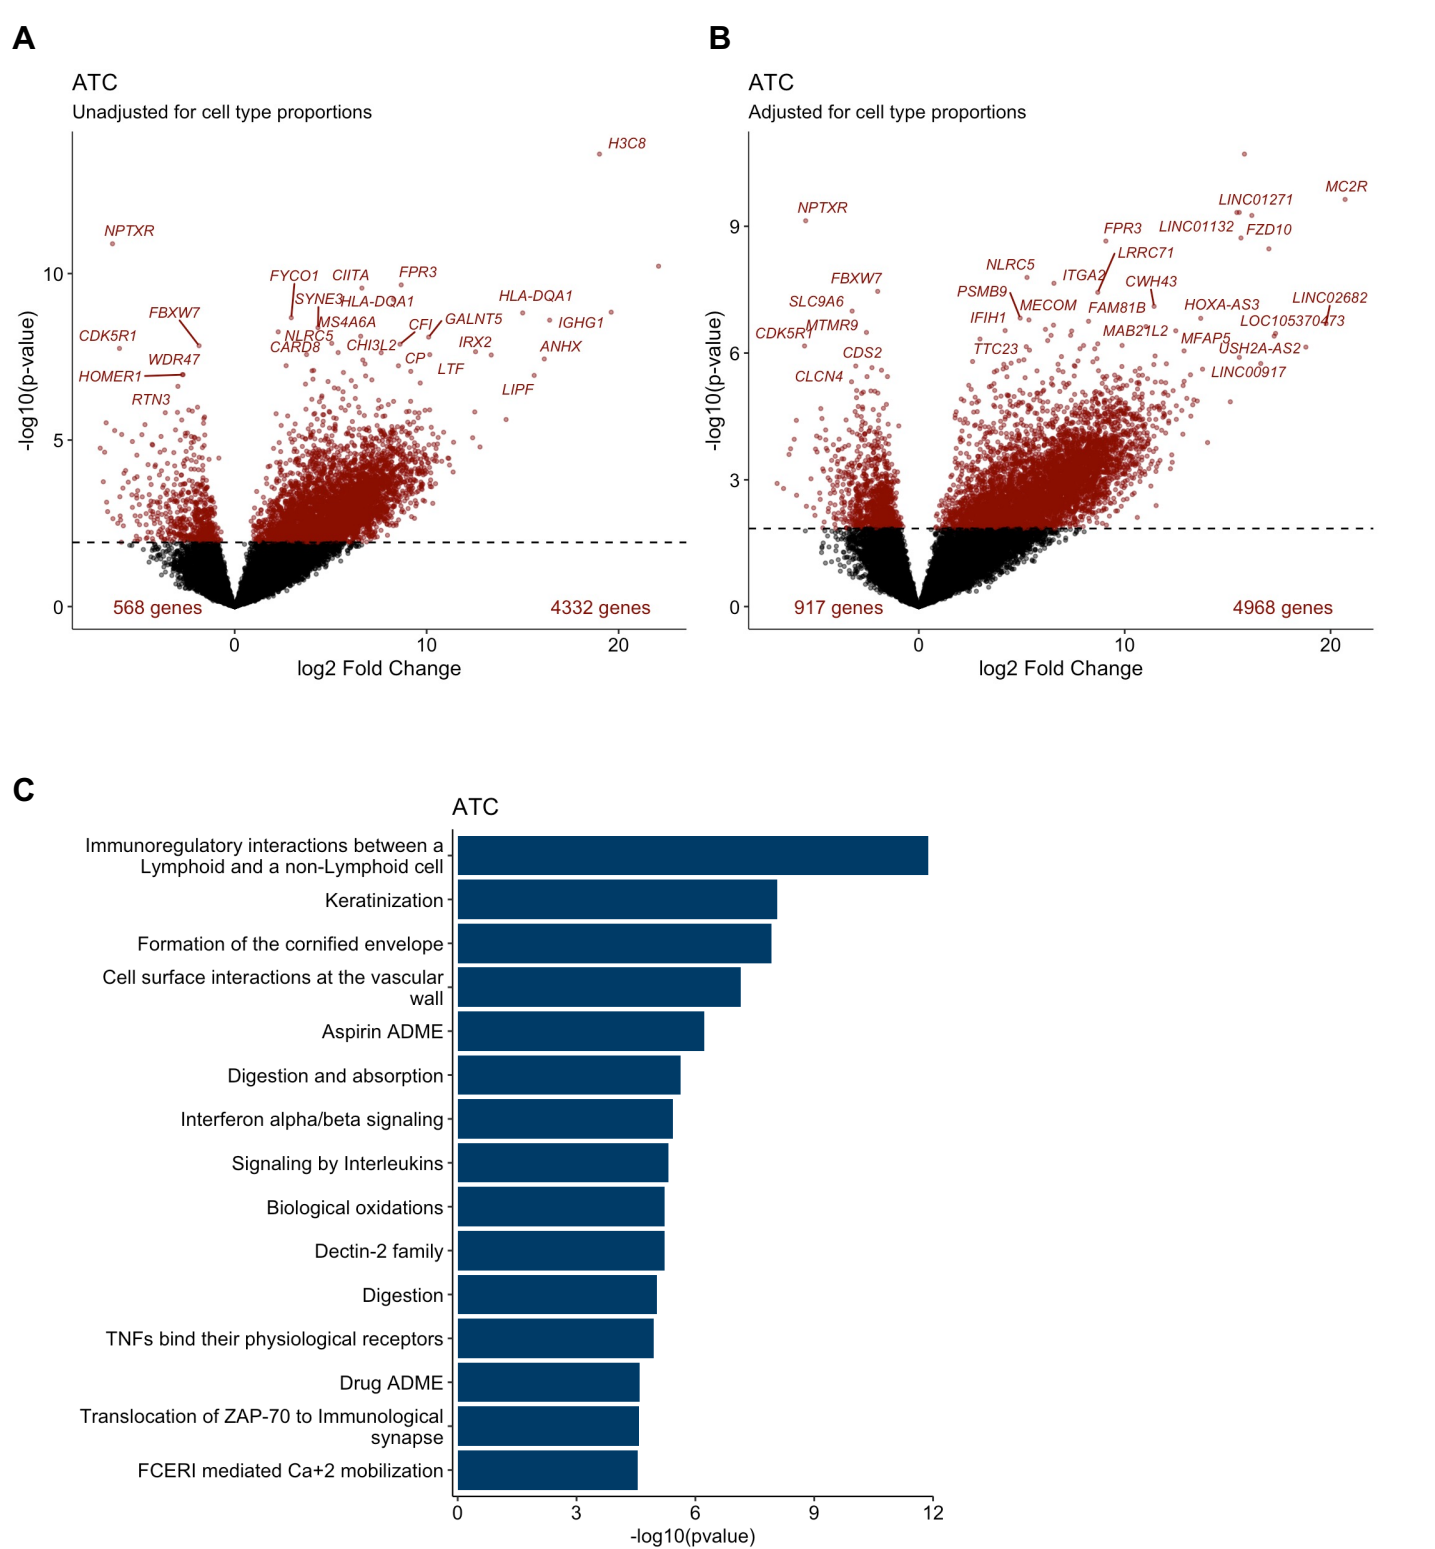 A
ATC
Unadjusted for cell type proportions
H3C8
NPTXR
FYCO1
CIITA
FPR3
SYNE3
HLA-DQA1
HLA-DQA1
FBXW7
MS4A6A
CFI
GALNT5
IGHG1
CDK5R1
NLRC5
CARD8
CHI3L2
IRX2
ANHX
WDR47
CP
LTF
HOMER1
LIPF
RTN3
10
5
0
-log10(p-value)
568 genes
4332 genes
0
10
20
log2 Fold Change
B
ATC
Adjusted for cell type proportions
MC2R
LINC01271
NPTXR
LINC01132
FZD10
FPR3
LRRC71
NLRC5
ITGA2
FBXW7
CWH43
PSMB9
SLC9A6
MECOM
FAM81B
HOXA-AS3
LINC02682
IFIH1
LOC105370473
CDK5R1
MTMR9
MAB21L2
MFAP5
CDS2
TTC23
USH2A-AS2
CLCN4
LINC00917
9
6
3
0
-log10(p-value)
917 genes
4968 genes
0
10
20
log2 Fold Change
C
ATC
Immunoregulatory interactions between a
Lymphoid and a non-Lymphoid cell
Keratinization
Formation of the cornified envelope
Cell surface interactions at the vascular
wall
Aspirin ADME
Digestion and absorption
Interferon alpha/beta signaling
Signaling by Interleukins
Biological oxidations
Dectin-2 family
Digestion
TNFs bind their physiological receptors
Drug ADME
Translocation of ZAP-70 to Immunological
synapse
FCERI mediated Ca+2 mobilization
0
3
6
9
12
-log10(pvalue)